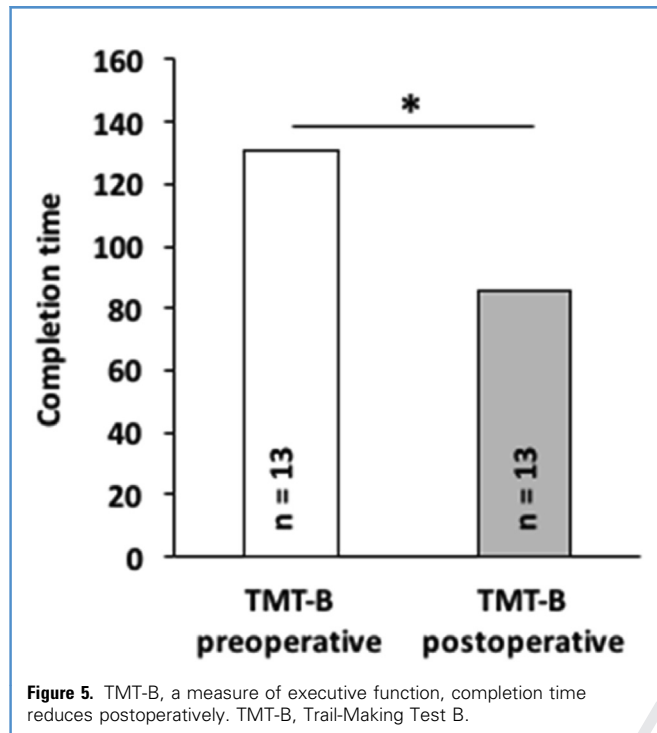 160
140
120
100
80
60
40
20
0
Completion time
*
n = 13
n = 13
TMT-B
preoperative
TMT-B
postoperative
Figure 5. TMT-B, a measure of executive function, completion time
reduces postoperatively. TMT-B, Trail-Making Test B.